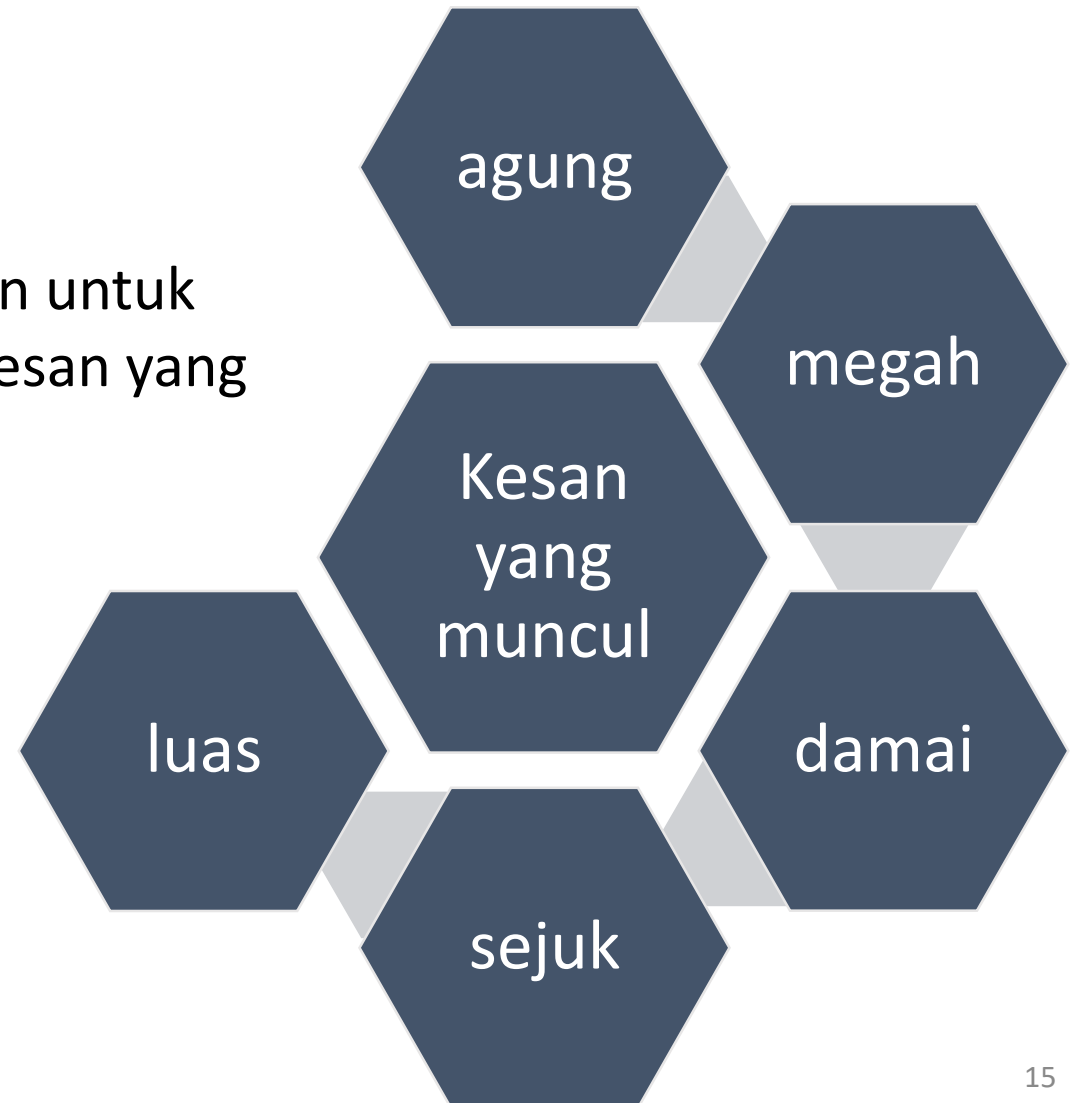 n untuk
esan yang
agung
megah
Kesan
yang
muncul
damai
luas
sejuk
15